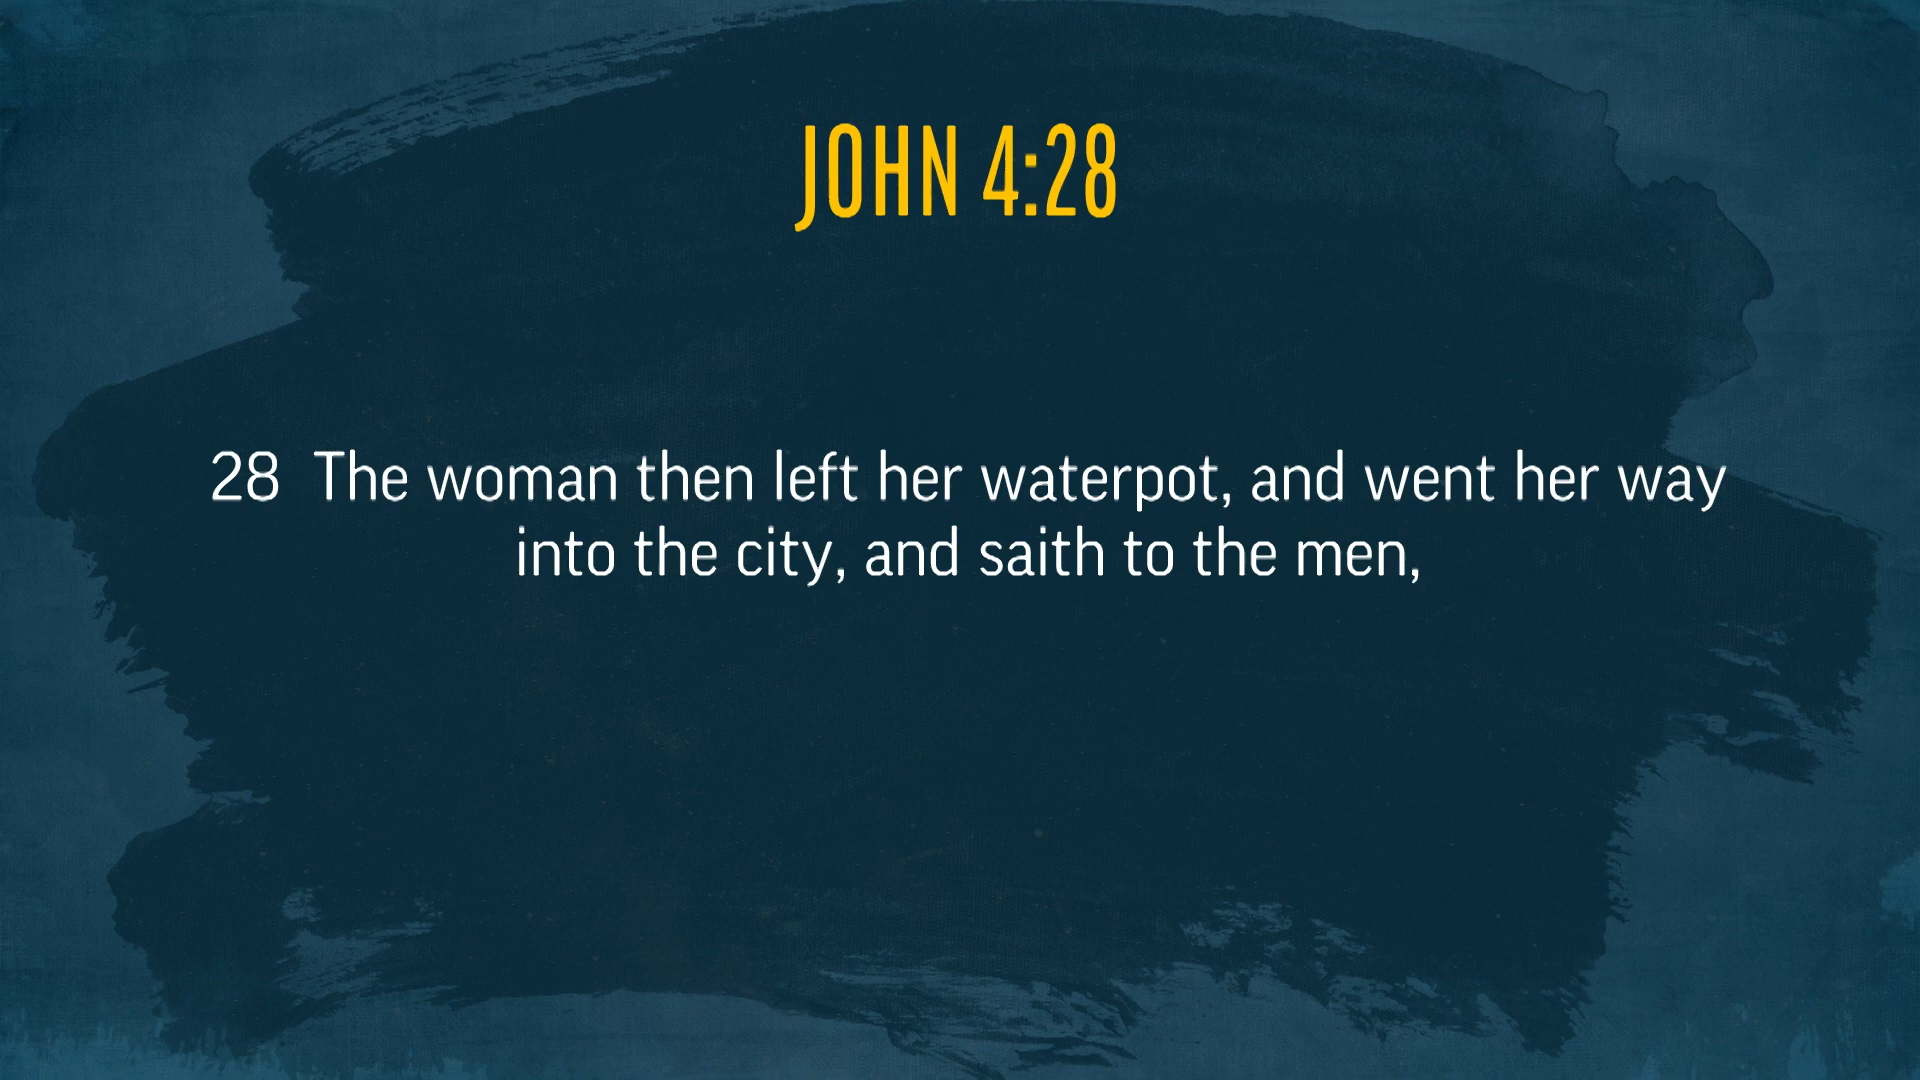 JOHN 4:28
28 The woman then left her waterpot, and went her way
into the city, and saith to the men,